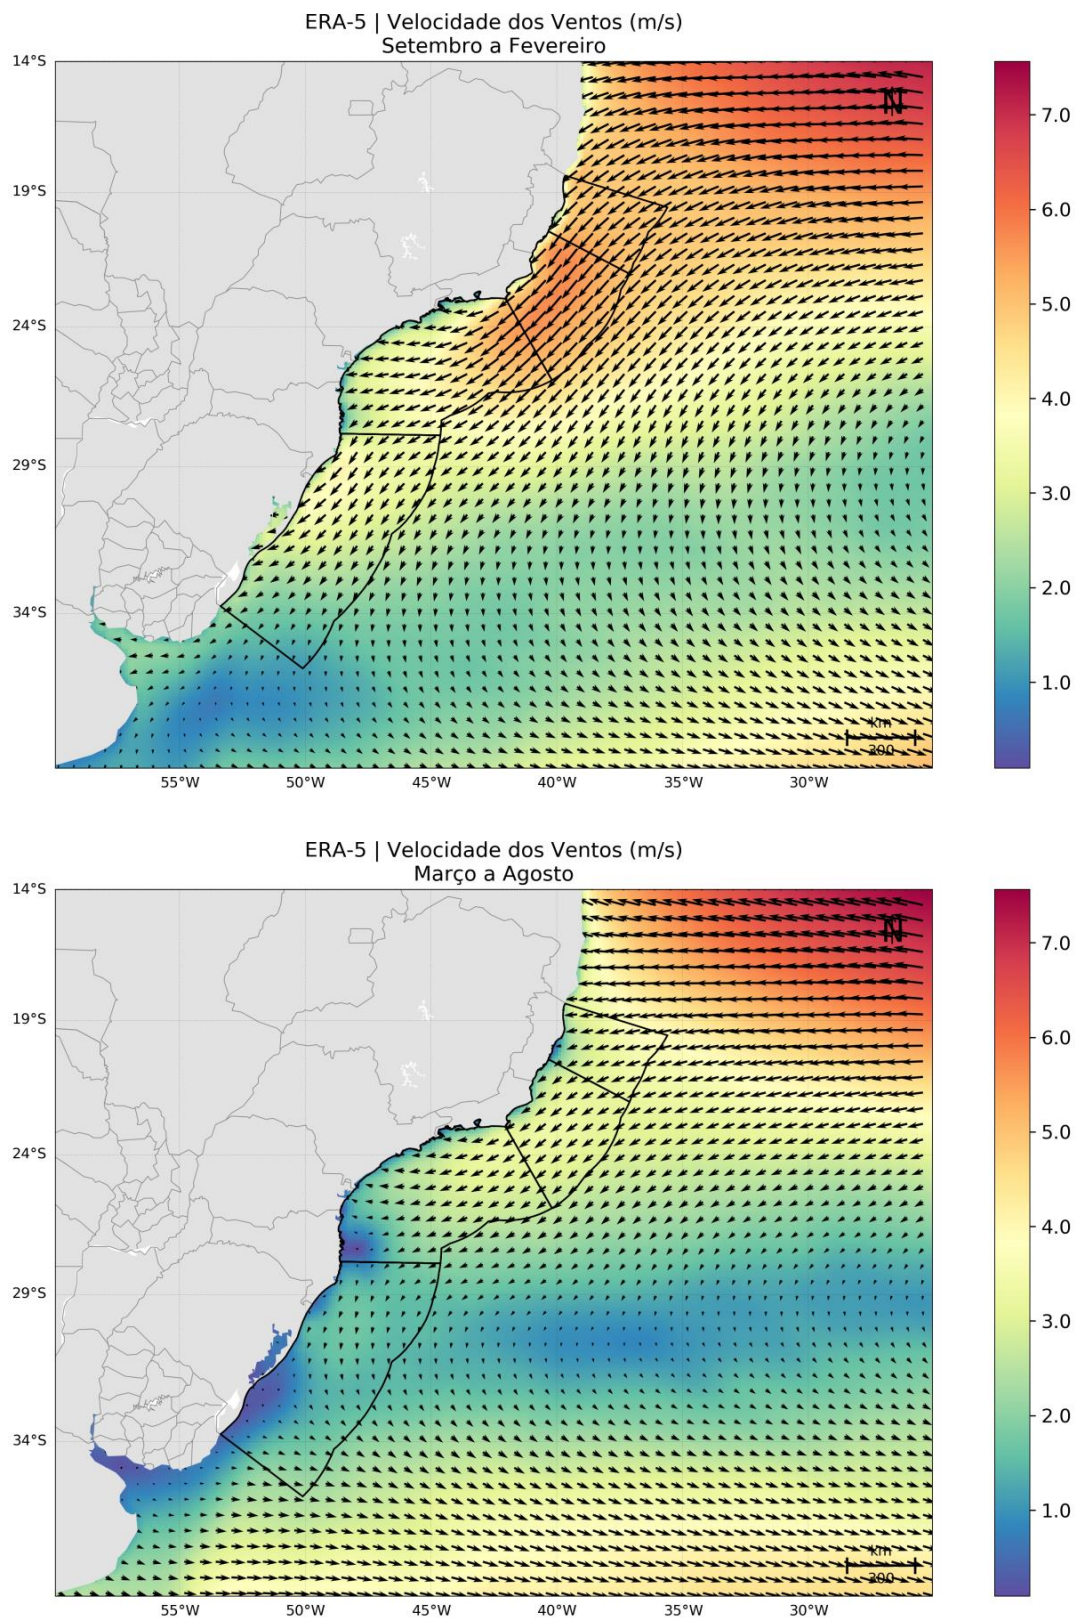 ERA-5 | Velocidade dos Ventos (m/s)
Setembro a Fevereiro
14°S
19°S
24°S
29°S
34°S
55°W
50°W
45°W
40°W
35°W
30°W
N
km
300
7.0
6.0
5.0
4.0
3.0
2.0
1.0
ERA-5 | Velocidade dos Ventos (m/s)
Março a Agosto
14°S
19°S
24°S
29°S
34°S
55°W
50°W
45°W
40°W
35°W
30°W
N
km
300
7.0
6.0
5.0
4.0
3.0
2.0
1.0